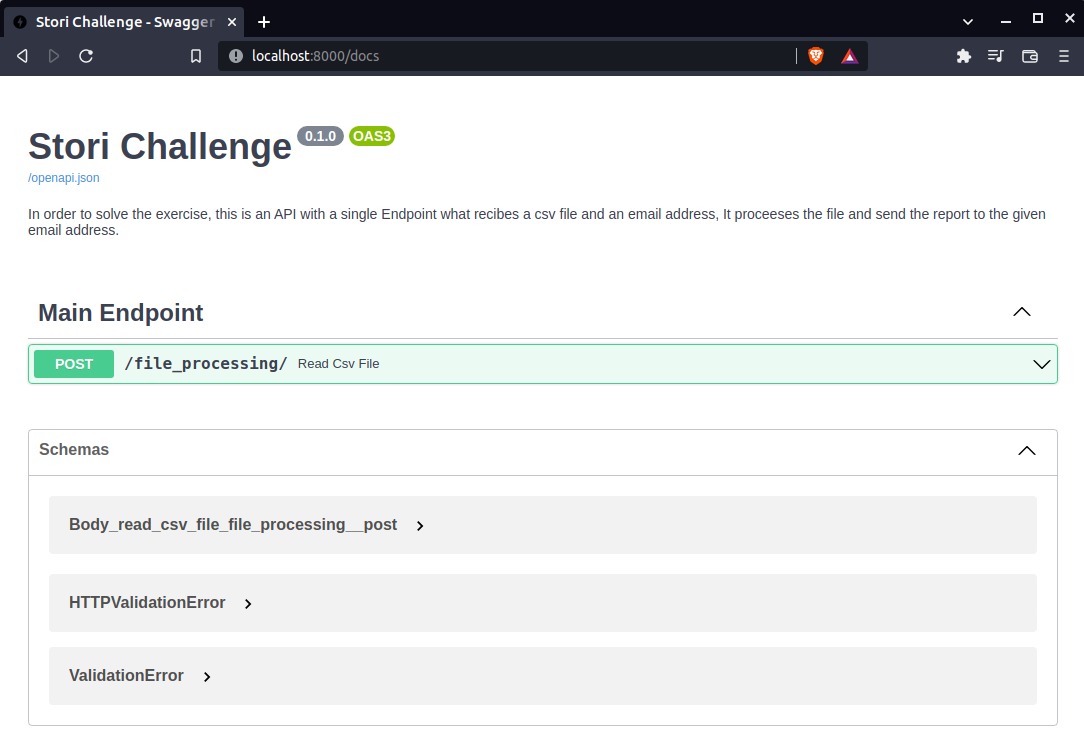 Stori Challenge - Swagger
localhost:8000/docs
Stori Challenge 0.1.0 OAS3
/openapi.json
In order to solve the exercise, this is an API with a single Endpoint what recibes a csv file and an email address, It proceeses the file and send the report to the given
email address.
Main Endpoint
POST /file_processing/ Read Csv File
Schemas
Body_read_csv_file_file_processing__post
HTTPValidationError
ValidationError